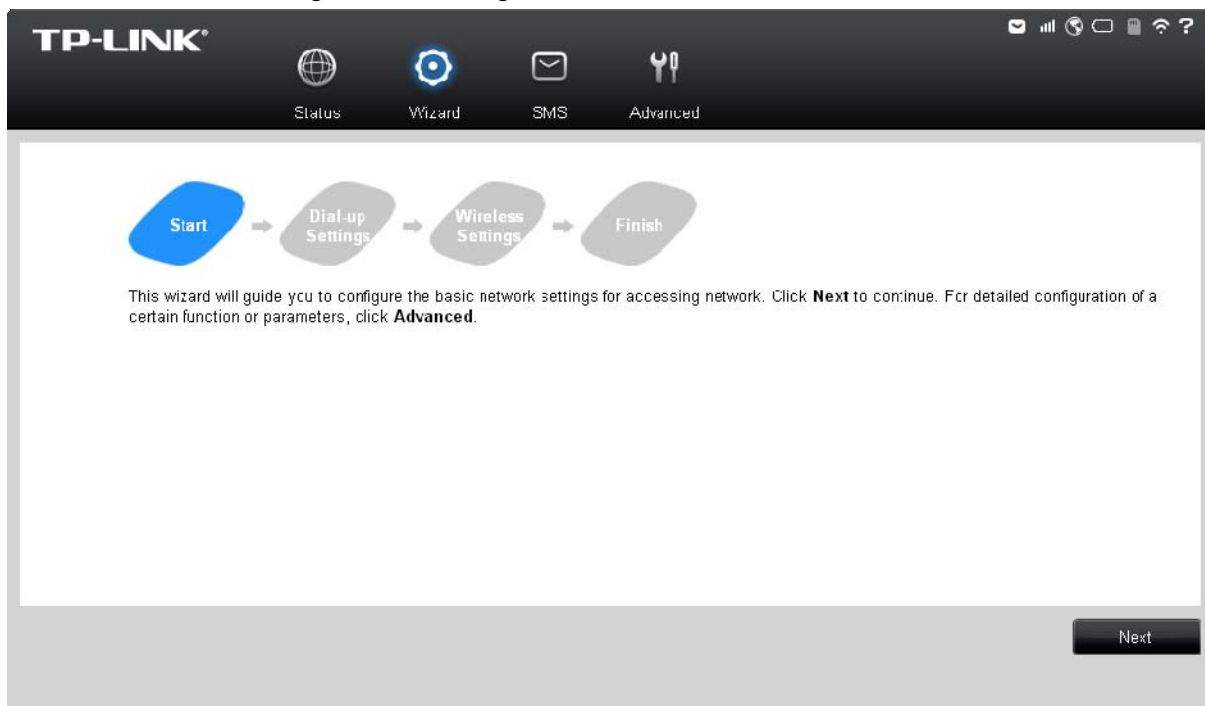 TP-LINK®
Status
Wizard
SMS
Advanced
Start
Dial-up
Settings
Wireless
Settings
Finish
This wizard will guide you to configure the basic network settings for accessing network. Click Next to continue. For detailed configuration of a
certain function or parameters, click Advanced.
Next